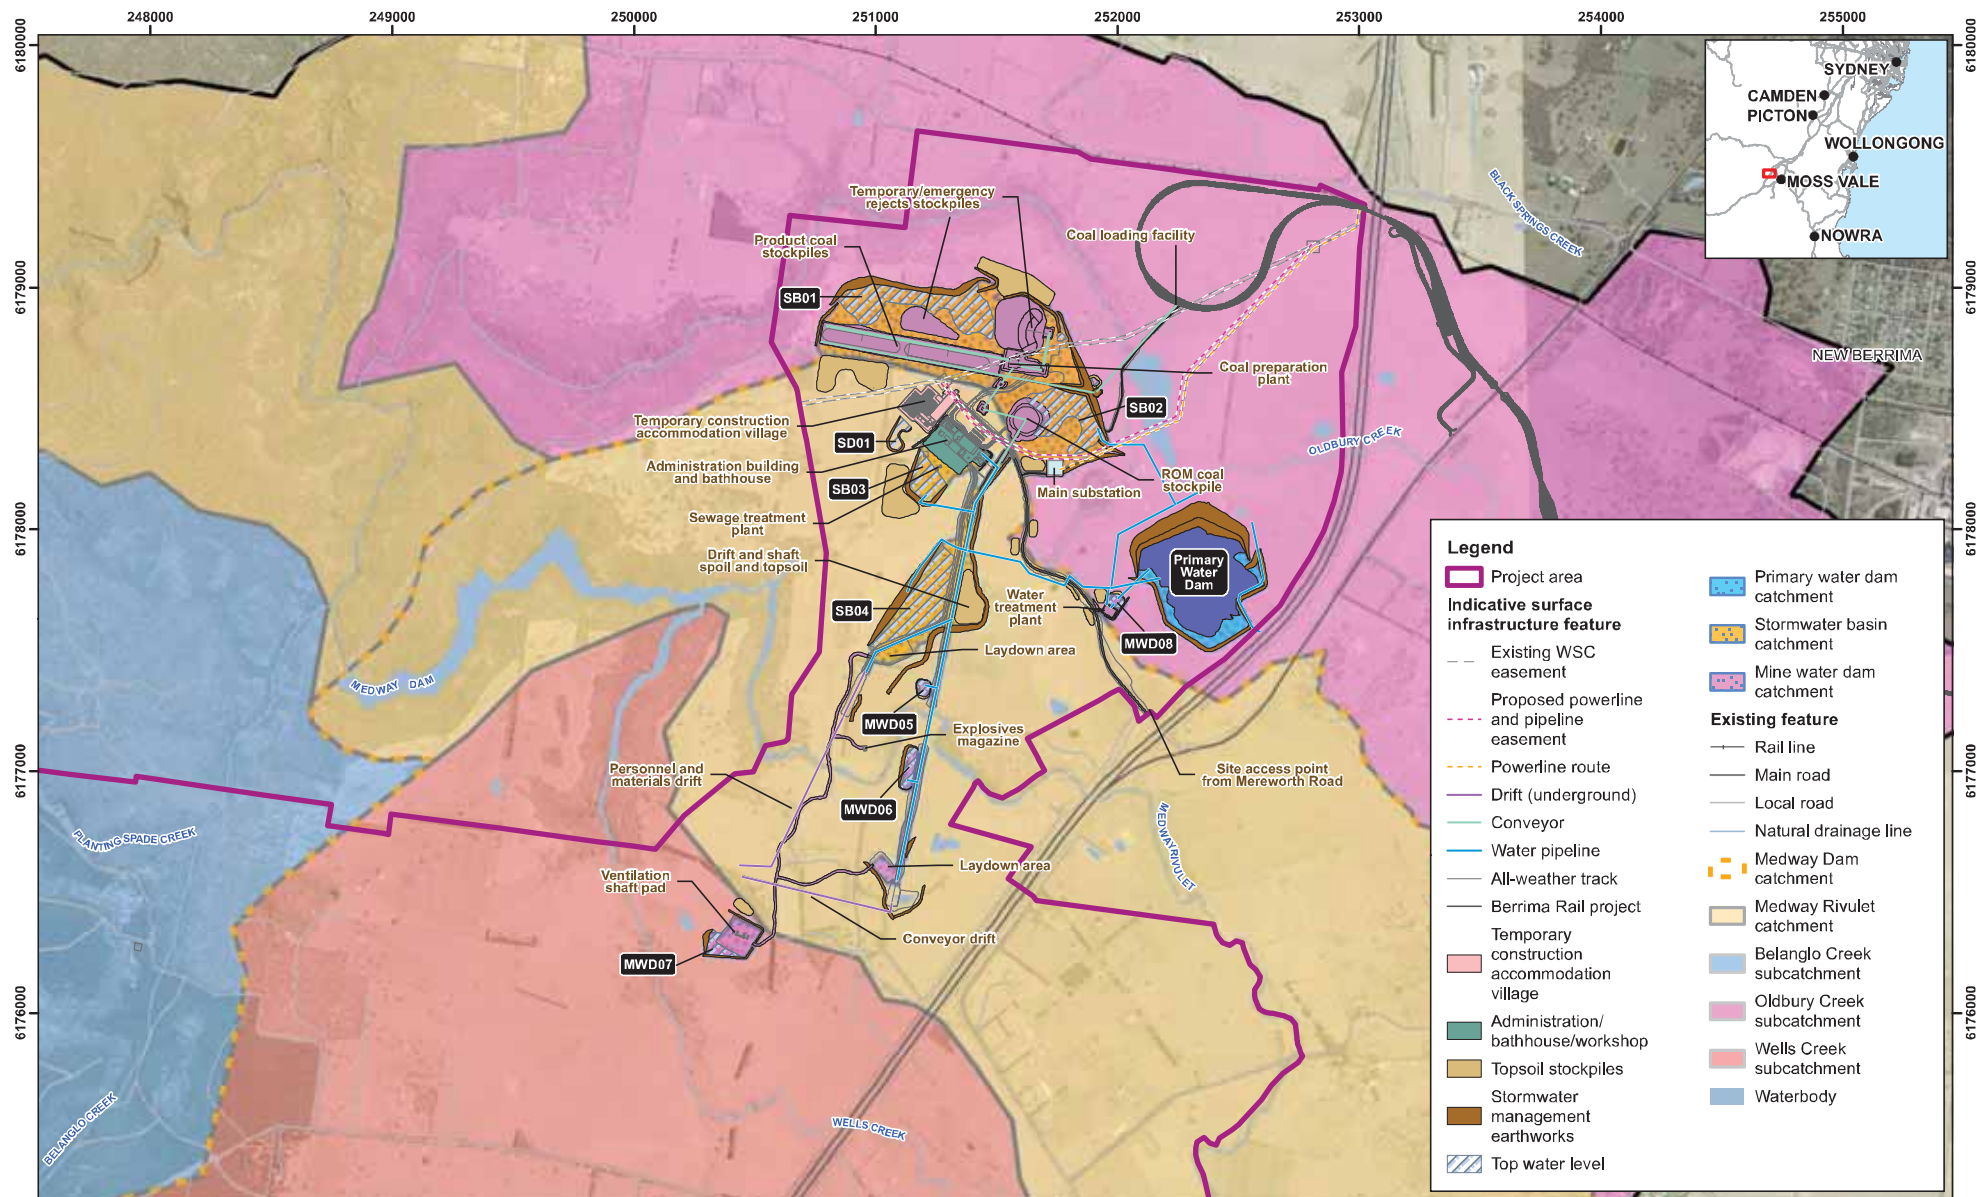 248000
249000
250000
251000
252000
253000
254000
255000
6180000
6179000
6178000
6177000
6176000
6180000
6179000
6178000
6177000
6176000
SYDNEY
CAMDEN
PICTON
WOLLONGONG
MOSS VALE
NOWRA
BLACK SPRINGS CREEK
Temporary/emergency
rejects stockpiles
Product coal
stockpiles
Coal loading facility
SB01
NEW BERRIMA
Coal preparation
plant
SB02
Temporary construction
accommodation village
SD01
OLDBURY CREEK
Administration building
and bathhouse
SB03
ROM coal
stockpile
Main substation
Sewage treatment
plant
Drift and shaft
spoil and topsoil
Primary
Water
Dam
SB04
Water
treatment
plant
MWD08
Laydown area
MEDWAY DAM
MWD05
Explosives
magazine
Personnel and
materials drift
Site access point
from Mereworth Road
MWD06
MEDWAY RIVULET
PLANTING SPADE CREEK
Laydown area
Ventilation
shaft pad
Conveyor drift
MWD07
BELANGLO CREEK
WELLS CREEK
Legend
Project area
Indicative surface
infrastructure feature
Existing WSC
easement
Proposed powerline
and pipeline
easement
Powerline route
Drift (underground)
Conveyor
Water pipeline
All-weather track
Berrima Rail project
Temporary
construction
accommodation
village
Administration/
bathhouse/workshop
Topsoil stockpiles
Stormwater
management
earthworks
Top water level
Primary water dam
catchment
Stormwater basin
catchment
Mine water dam
catchment
Existing feature
Rail line
Main road
Local road
Natural drainage line
Medway Dam
catchment
Medway Rivulet
catchment
Belanglo Creek
subcatchment
Oldbury Creek
subcatchment
Wells Creek
subcatchment
Waterbody